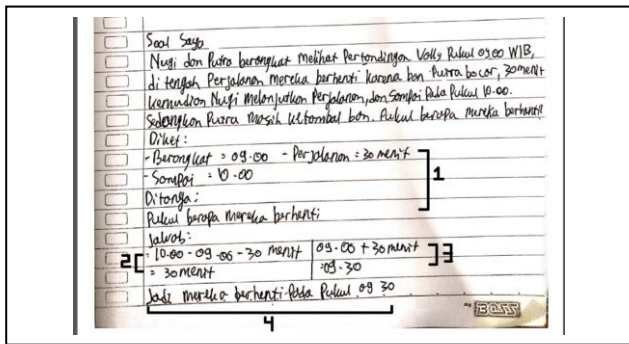 Soal Saya
Nugi dan Putra berangkat melihat Pertandingan Volly Pukul 09.00 WIB,
di tengah Perjalanan mereka berhenti karena ban Putra bocor, 30 menit
kemudian Nugi melanjutkan Perjalanan, dan sampai Pada Pukul 10.00.
Sedangkan Putra masih ketambal ban. Pukul berapa mereka berhenti
Diket:
- Berangkat = 09.00 - Perjalanan = 30 menit
- Sampai = 10.00
1
Ditanya:
Pukul berapa mereka berhenti
Jawab:
2 = 10.00 - 09.00 - 30 menit 09.00 + 30 menit 3
= 30 menit = 09.30
Jadi mereka berhenti Pada Pukul 09 30
4
BOSS